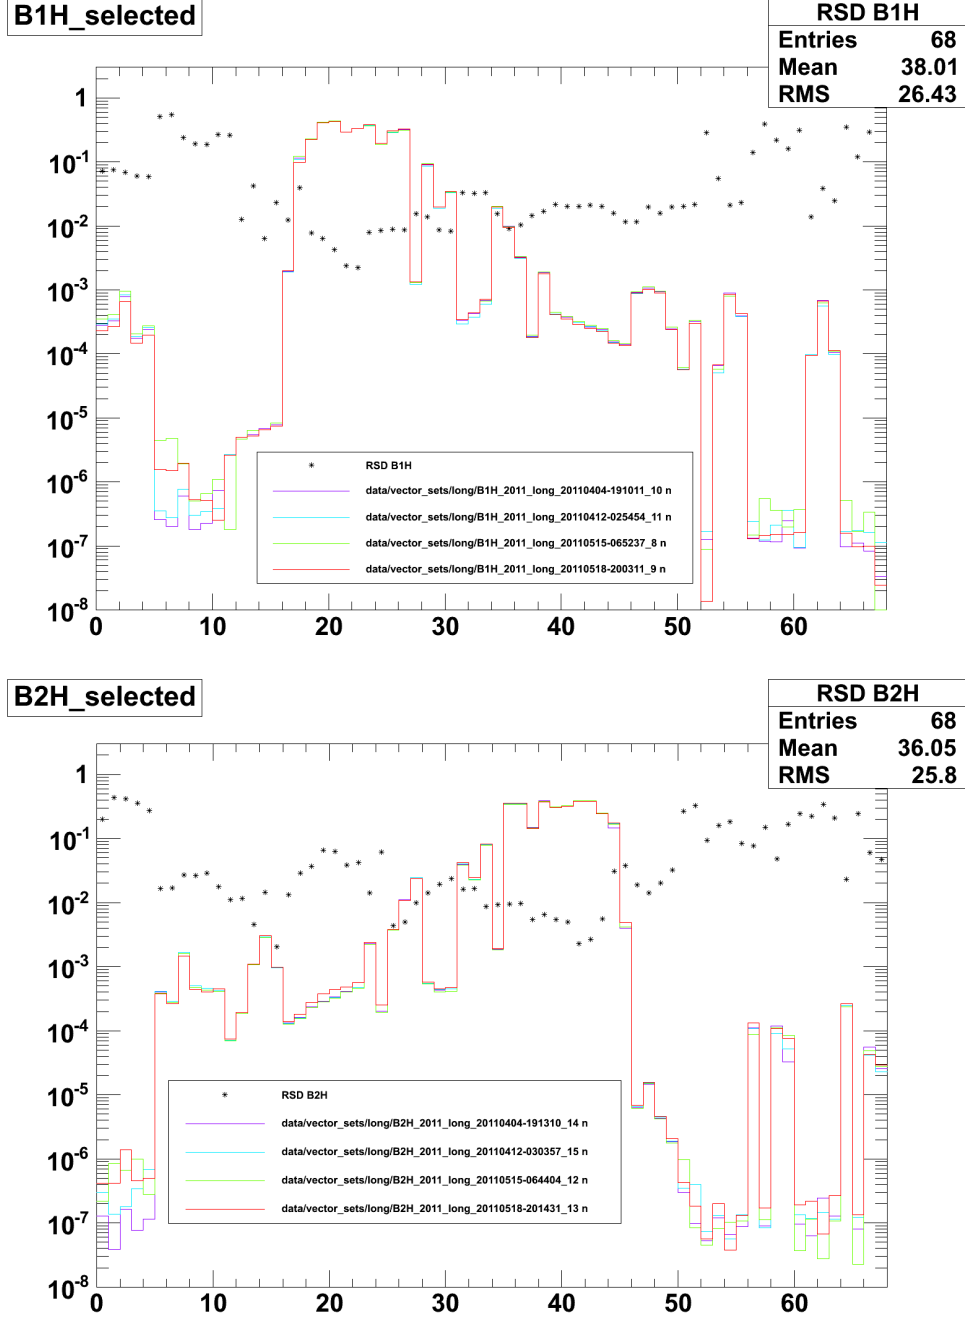 B1H_selected
RSD B1H
Entries 68
Mean 38.01
RMS 26.43
1
10-1
10-2
10-3
10-4
10-5
10-6
10-7
10-8
RSD B1H
data/vector_sets/long/B1H_2011_long_20110404-191011_10 n
data/vector_sets/long/B1H_2011_long_20110412-025454_11 n
data/vector_sets/long/B1H_2011_long_20110515-065237_8 n
data/vector_sets/long/B1H_2011_long_20110518-200311_9 n
0 10 20 30 40 50 60
B2H_selected
RSD B2H
Entries 68
Mean 36.05
RMS 25.8
1
10-1
10-2
10-3
10-4
10-5
10-6
10-7
10-8
RSD B2H
data/vector_sets/long/B2H_2011_long_20110404-191310_14 n
data/vector_sets/long/B2H_2011_long_20110412-030357_15 n
data/vector_sets/long/B2H_2011_long_20110515-064404_12 n
data/vector_sets/long/B2H_2011_long_20110518-201431_13 n
0 10 20 30 40 50 60